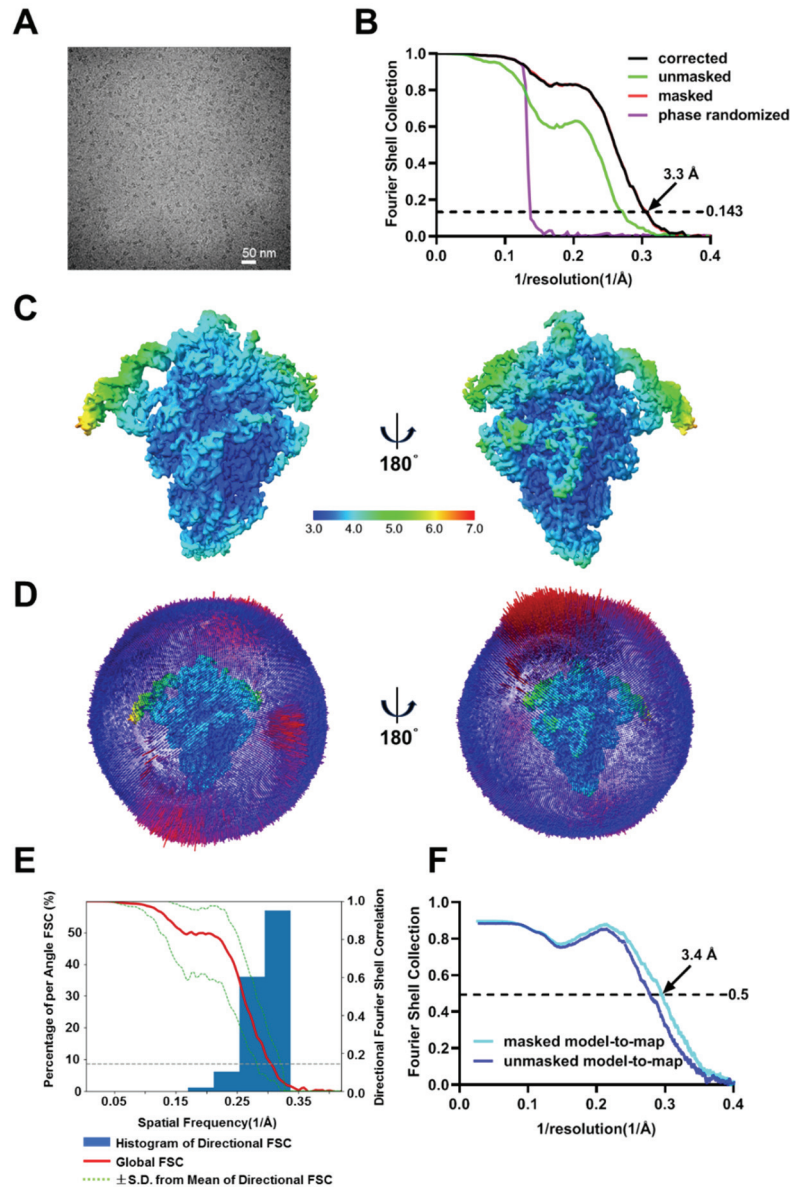 A
50 nm
B
Fourier Shell Collection
1.0
0.8
0.6
0.4
0.2
0.0
corrected
unmasked
masked
phase randomized
3.3 Å
0.143
0.0 0.1 0.2 0.3 0.4
1/resolution(1/Å)
C
180°
3.0 4.0 5.0 6.0 7.0
D
180°
E
Percentage of per Angle FSC (%)
50
40
30
20
10
0
1.0
0.8
0.6
0.4
0.2
0.0
Directional Fourier Shell Correlation
0.05 0.15 0.25 0.35
Spatial Frequency(1/Å)
Histogram of Directional FSC
Global FSC
±S.D. from Mean of Directional FSC
F
Fourier Shell Collection
1.0
0.8
0.6
0.4
0.2
0.0
3.4 Å
0.5
masked model-to-map
unmasked model-to-map
0.0 0.1 0.2 0.3 0.4
1/resolution(1/Å)